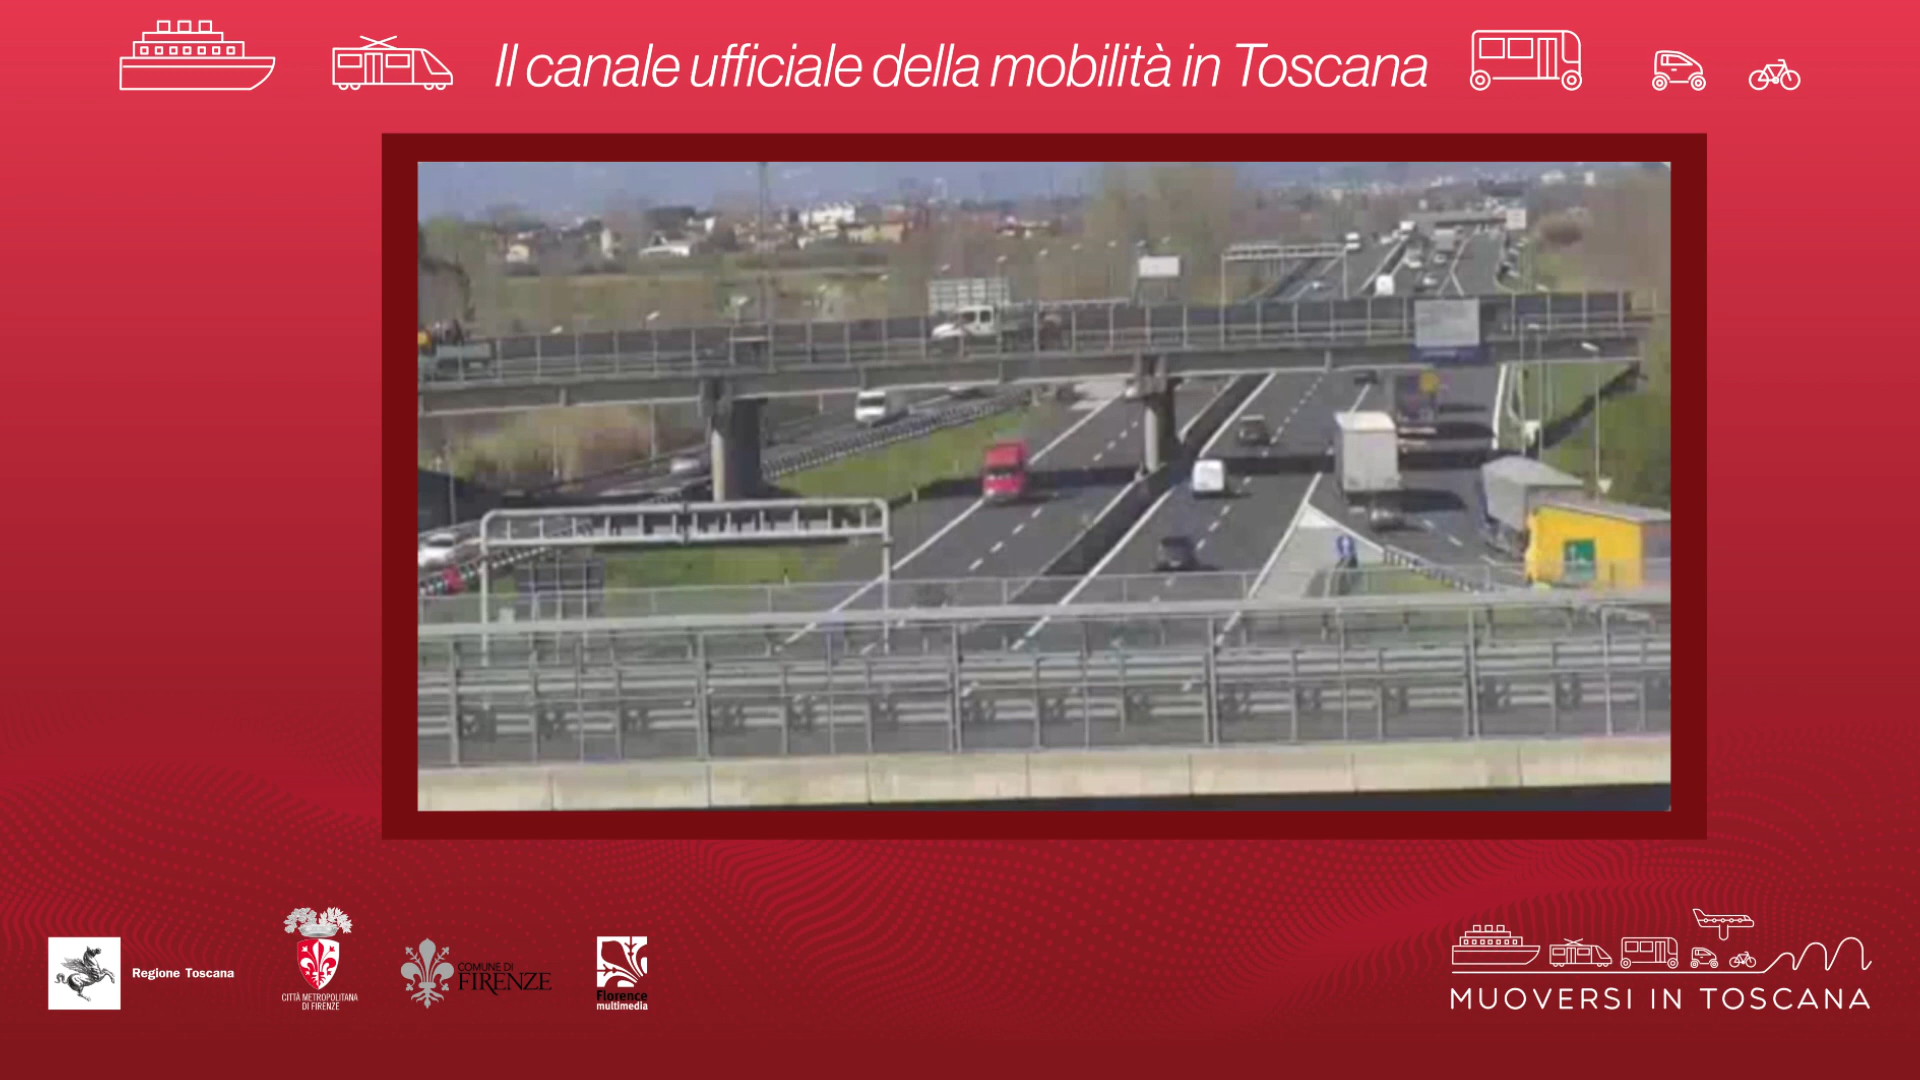 Il canale ufficiale della mobilità in Toscana
Regione Toscana
CITTÀ METROPOLITANA
DI FIRENZE
COMUNE DI
FIRENZE
Florence
multimedia
MUOVERSI IN TOSCANA